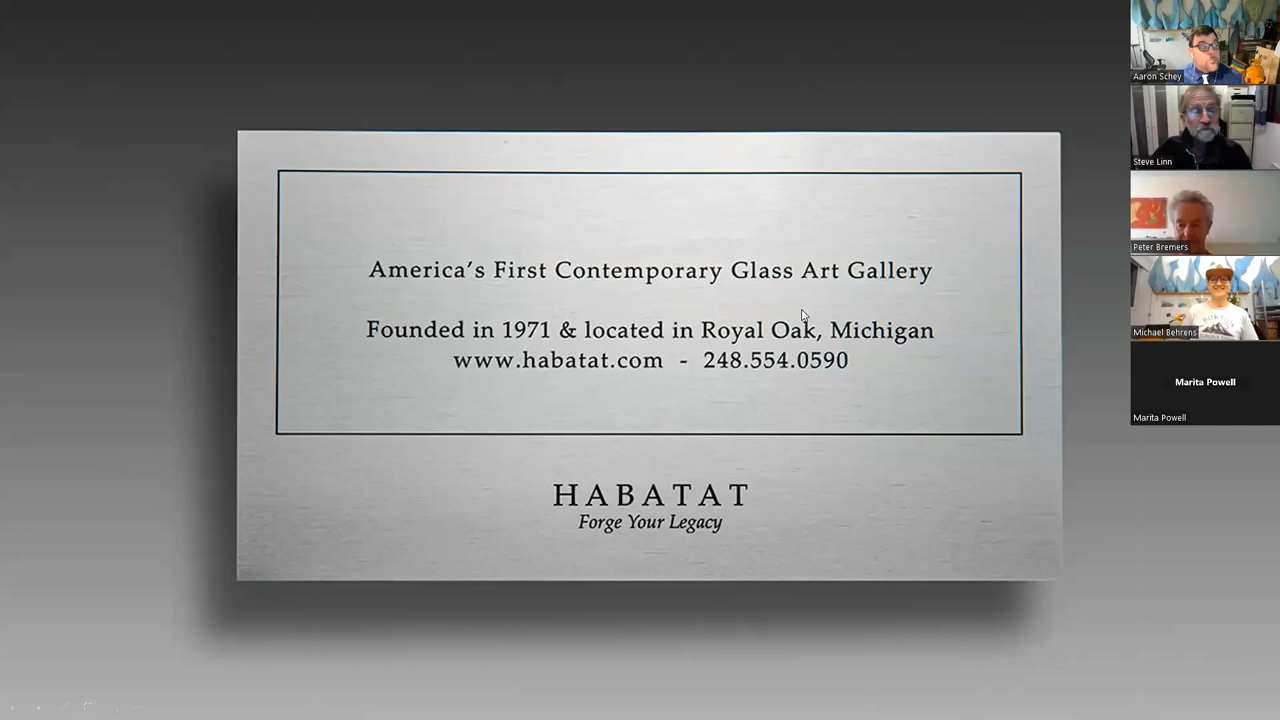 America's First Contemporary Glass Art Gallery
Founded in 1971 & located in Royal Oak, Michigan
www.habatat.com - 248.554.0590
HABATAT
Forge Your Legacy
Aaron Schey
Steve Linn
Peter Bremers
Michael Behrens
Marita Powell
Marita Powell